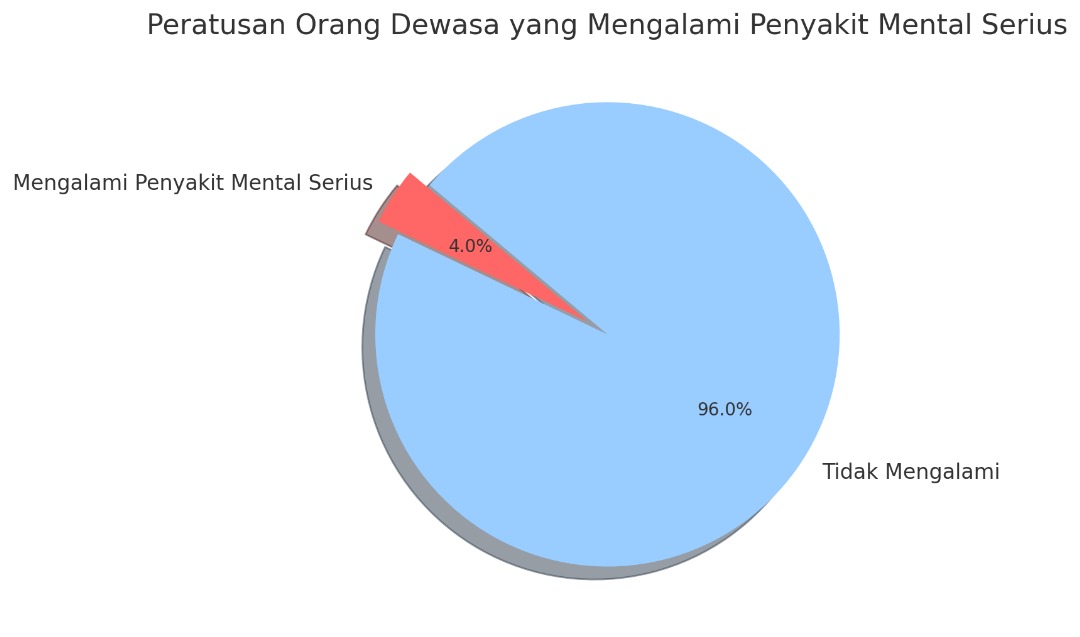 Peratusan Orang Dewasa yang Mengalami Penyakit Mental Serius
Mengalami Penyakit Mental Serius
4.0%
96.0%
Tidak Mengalami